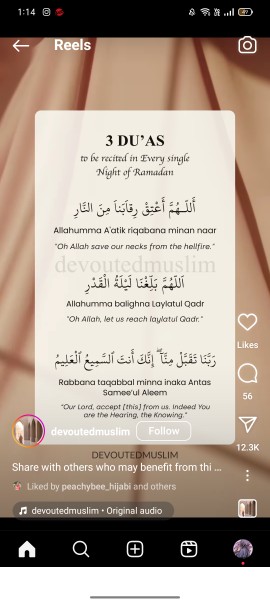 1:14
Reels
3 DU'AS
to be recited in Every single
Night of Ramadan
أَللَّهُمَّ أَعْتِقْ رِقَابَنَا مِنَ النَّارِ
Allahumma A'atik riqabana minan naar
"Oh Allah save our necks from the hellfire."
devoutedmuslim
اَللَّهُمَّ بَلِّغْنَا لَيْلَةُ الْقَدْرِ
Allahumma balighna Laylatul Qadr
"Oh Allah, let us reach laylatul Qadr."
رَبَّنَا تَقَبَّلْ مِنَّآ ۖ إِنَّكَ أَنتَ ٱلسَّمِيعُ ٱلْعَلِيمُ
Rabbana taqabbal minna inaka Antas
Samee'ul Aleem
"Our Lord, accept [this] from us. Indeed You
are the Hearing, the Knowing."
Likes
56
12.3K
devoutedmuslim
Follow
DEVOUTEDMUSLIM
Share with others who may benefit from thi ...
Liked by peachybee_hijabi and others
devoutedmuslim • Original audio